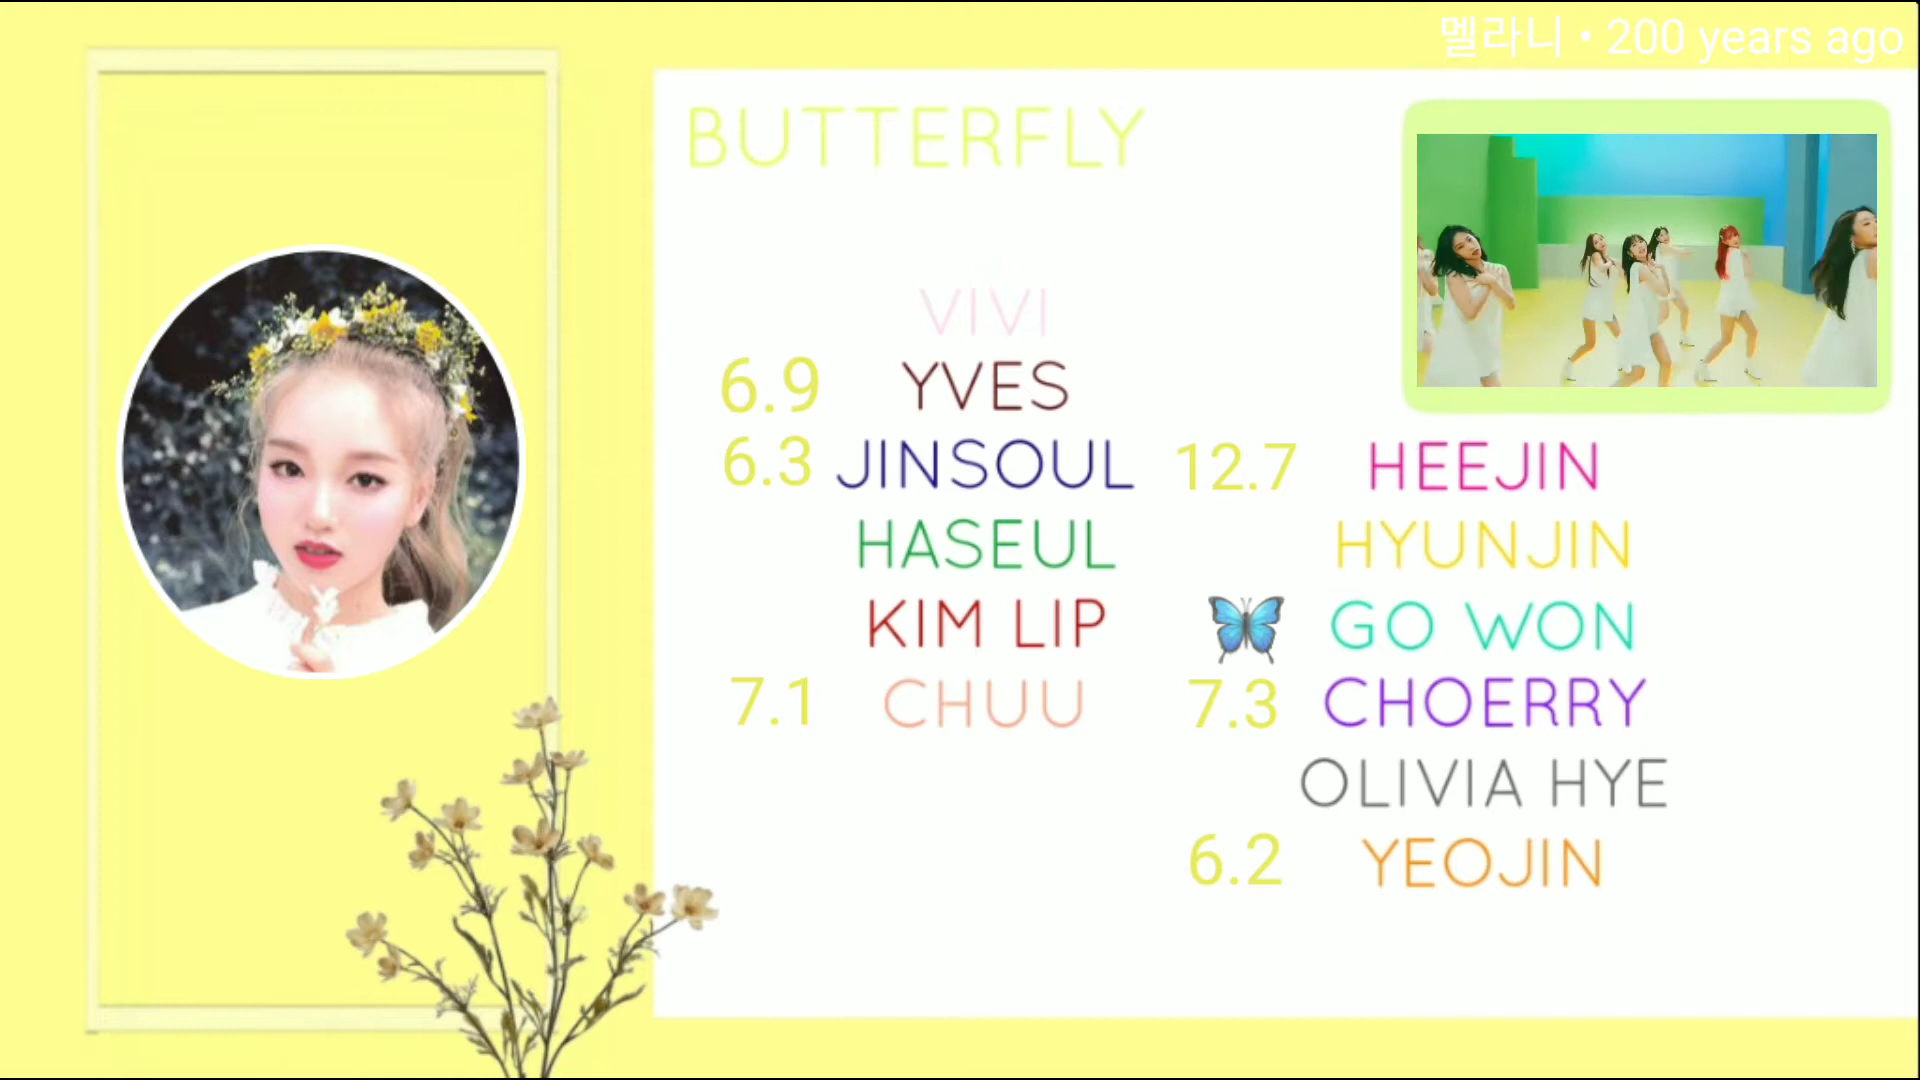 멜라니 • 200 years ago
BUTTERFLY
VIVI
6.9 YVES
6.3 JINSOUL
HASEUL
KIM LIP
7.1 CHUU
12.7 HEEJIN
HYUNJIN
🦋 GO WON
7.3 CHOERRY
OLIVIA HYE
6.2 YEOJIN